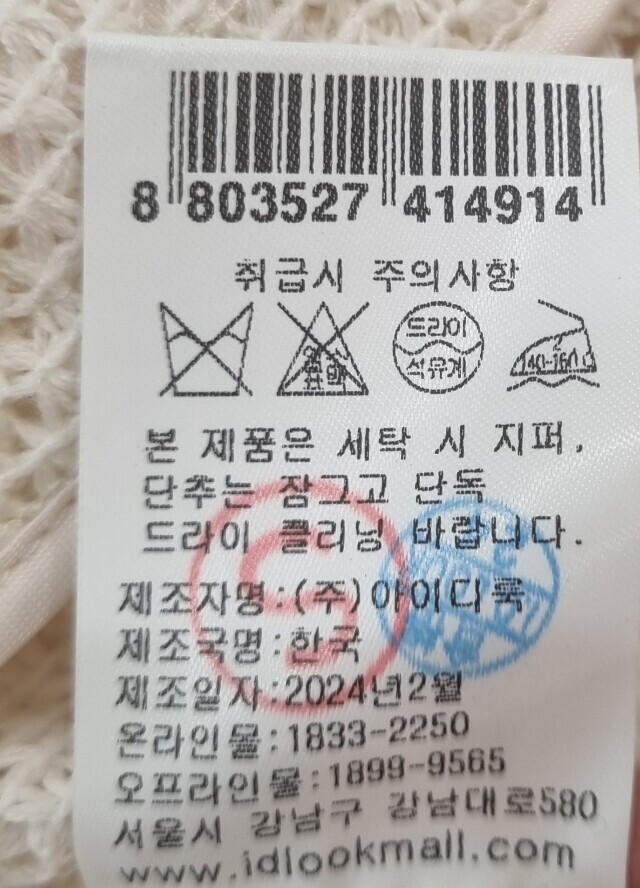 8 803527 414914
취급시 주의사항
드라이
석유계
2
140-160℃
본 제품은 세탁 시 지퍼,
단추는 잠그고 단독
드라이 클리닝 바랍니다.
제조자명:(주)아이디룩
제조국명:한국
제조일자:2024년2월
온라인몰:1833-2250
오프라인몰:1899-9565
서울시 강남구 강남대로580
www.idlookmall.com